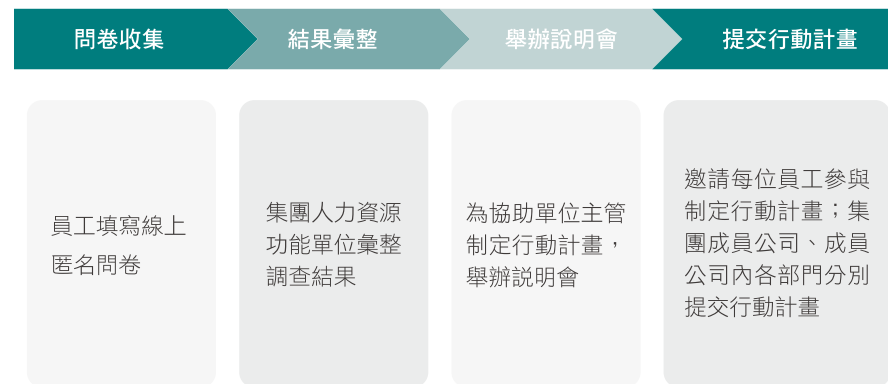 問卷收集
結果彙整
舉辦說明會
提交行動計畫
員工填寫線上
匿名問卷
集團人力資源
功能單位彙整
調查結果
為協助單位主管
制定行動計畫，
舉辦説明會
邀請每位員工參與
制定行動計畫；集
團成員公司、成員
公司內各部門分別
提交行動計畫